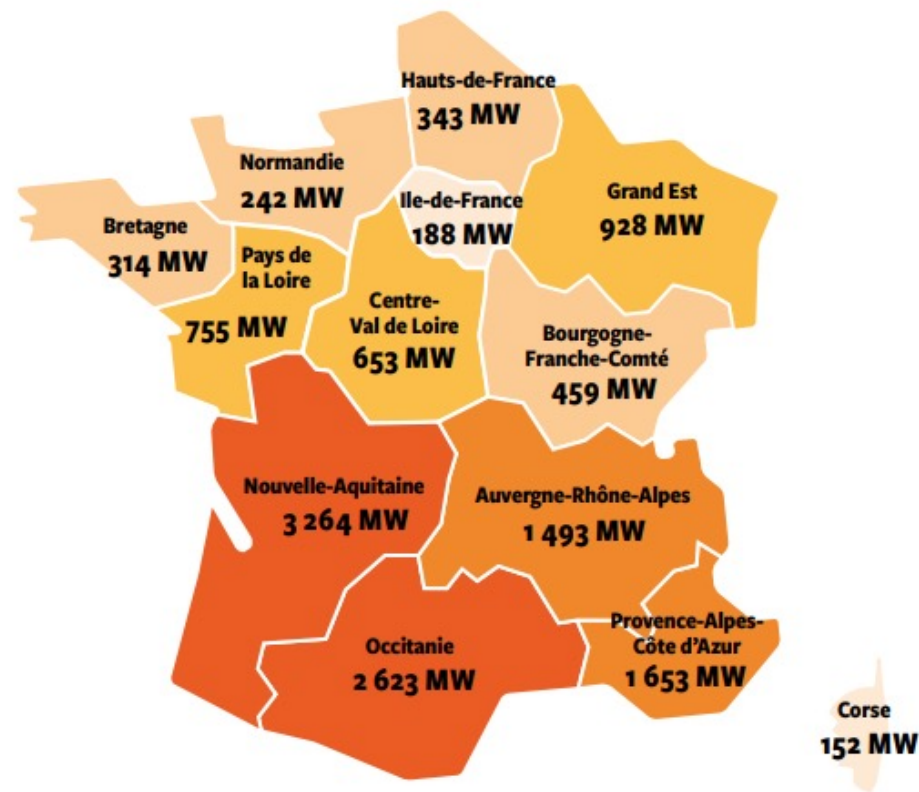 Hauts-de-France
343 MW
Normandie
242 MW
Ile-de-France
188 MW
Grand Est
928 MW
Bretagne
314 MW
Pays de
la Loire
755 MW
Centre-
Val de Loire
653 MW
Bourgogne-
Franche-Comté
459 MW
Nouvelle-Aquitaine
3 264 MW
Auvergne-Rhône-Alpes
1 493 MW
Occitanie
2 623 MW
Provence-Alpes-
Côte d'Azur
1 653 MW
Corse
152 MW